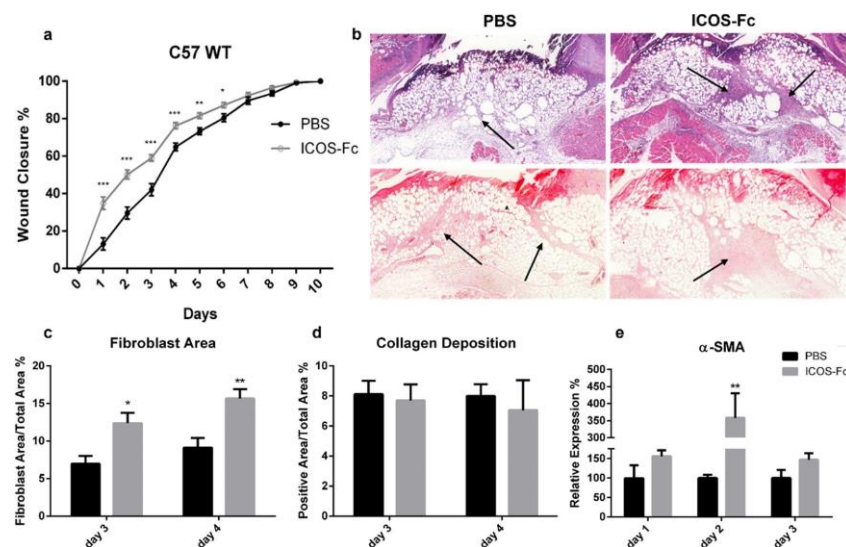 a
C57 WT
Wound Closure %
100
80
60
40
20
0
***
***
***
***
**
*
PBS
ICOS-Fc
0 1 2 3 4 5 6 7 8 9 10
Days
b
PBS
ICOS-Fc
c
Fibroblast Area
Fibroblast Area/Total Area %
20
15
10
5
0
*
**
day 3
day 4
d
Collagen Deposition
Positive Area/Total Area %
10
8
6
4
2
0
day 3
day 4
e
α-SMA
PBS
ICOS-Fc
Relative Expression %
500
450
400
350
300
150
100
50
0
**
day 1
day 2
day 3